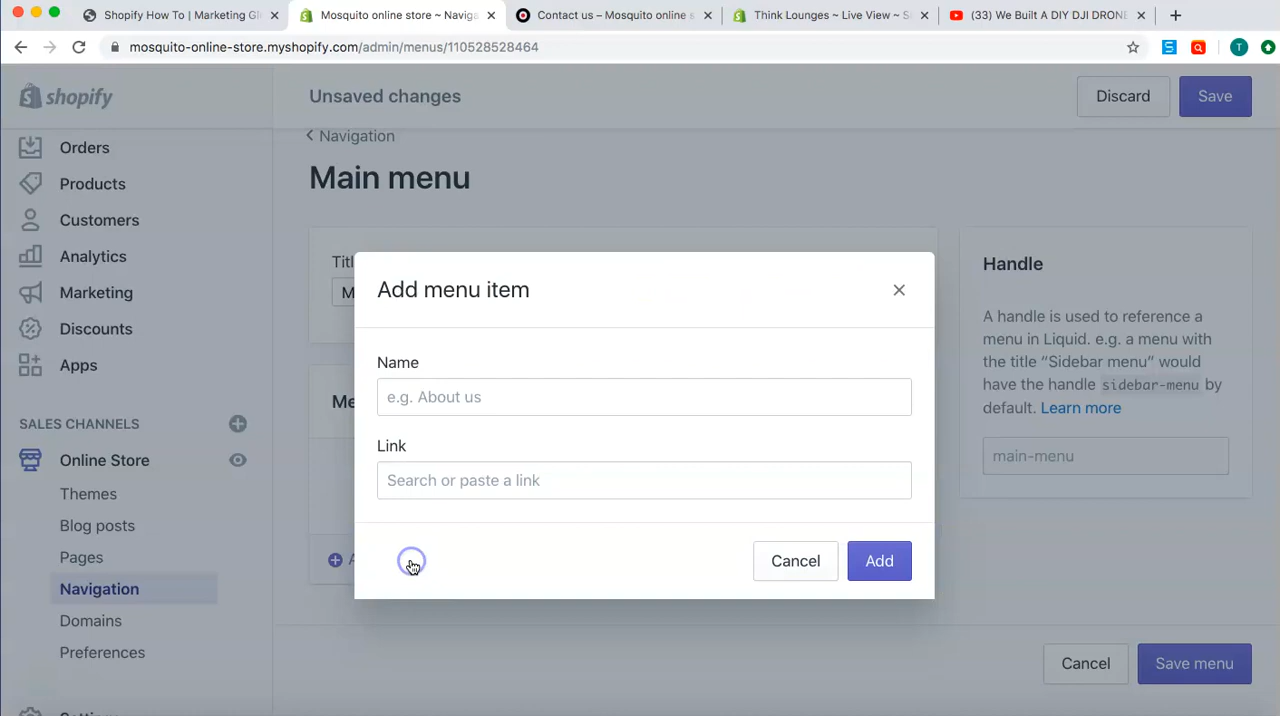 Shopify How To | Marketing Gl
Mosquito online store ~ Naviga
Contact us – Mosquito online s
Think Lounges ~ Live View ~ S
(33) We Built A DIY DJI DRONE
mosquito-online-store.myshopify.com/admin/menus/110528528464
T
shopify
Unsaved changes
Discard
Save
Orders
Products
Customers
Analytics
Marketing
Discounts
Apps
SALES CHANNELS
Online Store
Themes
Blog posts
Pages
Navigation
Domains
Preferences
Navigation
Main menu
Titl
M
Me
A
Add menu item
Name
e.g. About us
Link
Search or paste a link
Cancel
Add
Handle
A handle is used to reference a
menu in Liquid. e.g. a menu with
the title “Sidebar menu” would
have the handle sidebar-menu by
default. Learn more
main-menu
Cancel
Save menu